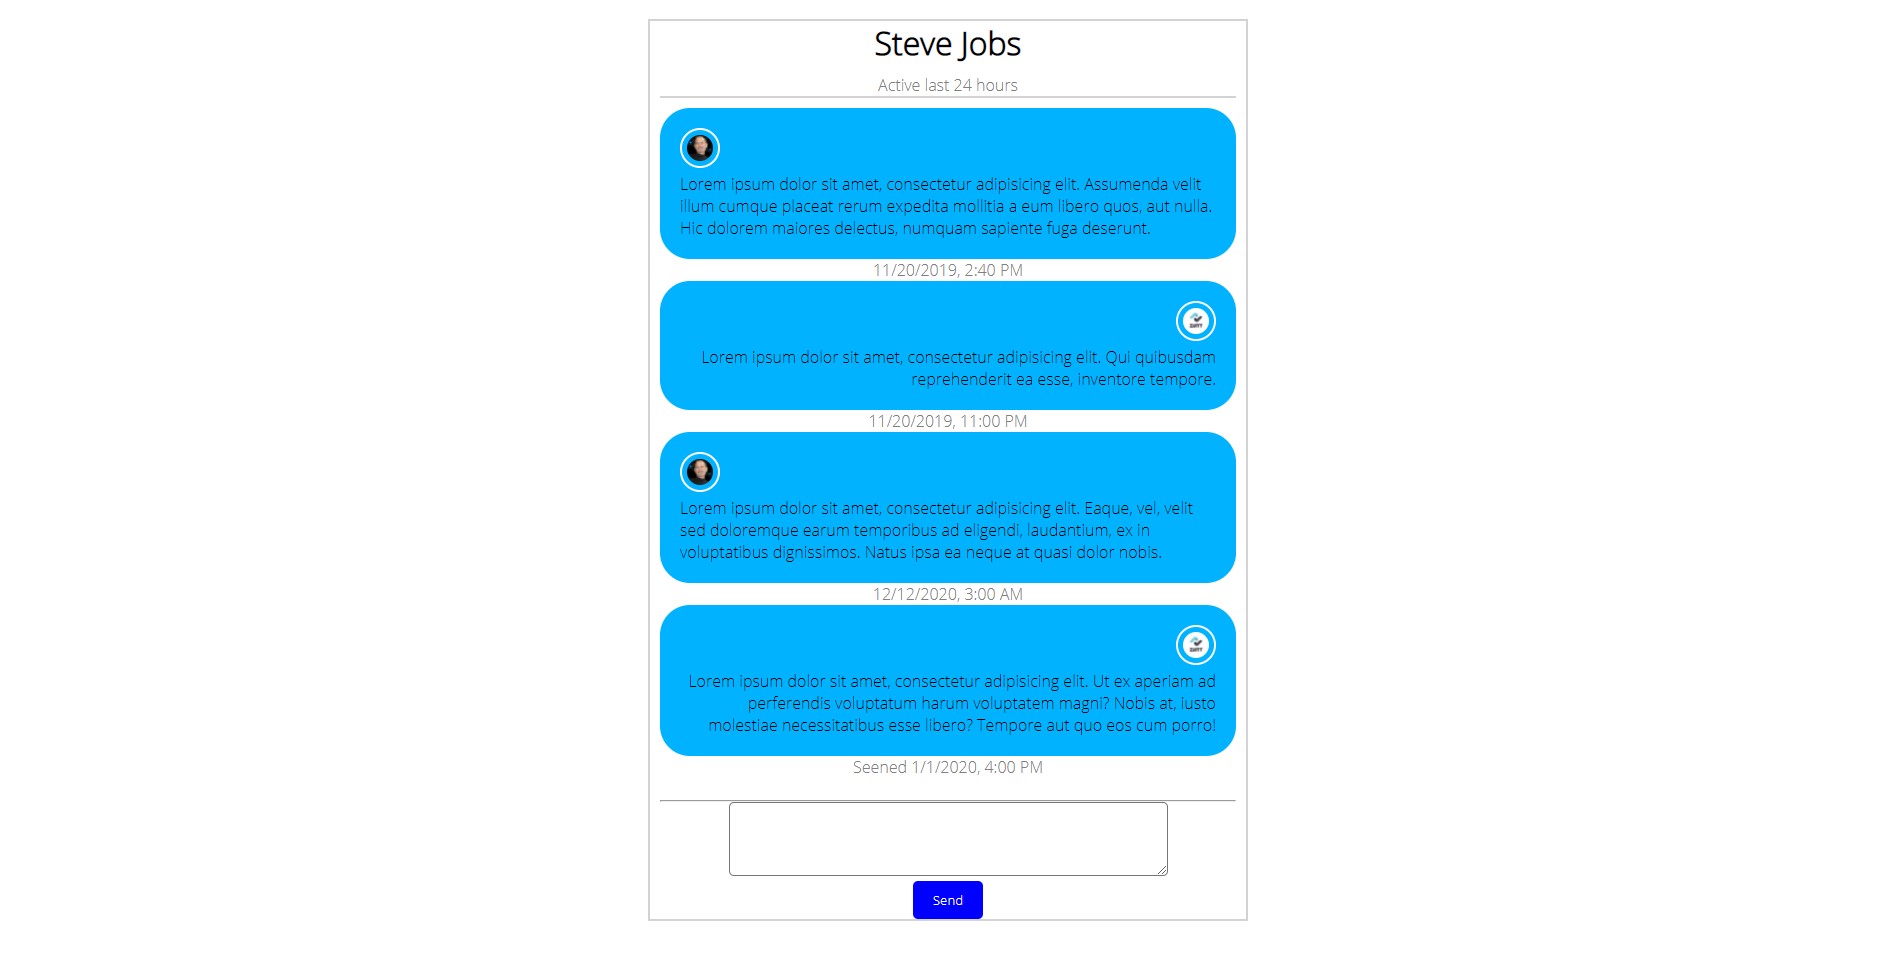 Steve Jobs
Active last 24 hours
Lorem ipsum dolor sit amet, consectetur adipisicing elit. Assumenda velit
illum cumque placeat rerum expedita mollitia a eum libero quos, aut nulla.
Hic dolorem maiores delectus, numquam sapiente fuga deserunt.
11/20/2019, 2:40 PM
Lorem ipsum dolor sit amet, consectetur adipisicing elit. Qui quibusdam
reprehenderit ea esse, inventore tempore.
11/20/2019, 11:00 PM
Lorem ipsum dolor sit amet, consectetur adipisicing elit. Eaque, vel, velit
sed doloremque earum temporibus ad eligendi, laudantium, ex in
voluptatibus dignissimos. Natus ipsa ea neque at quasi dolor nobis.
12/12/2020, 3:00 AM
Lorem ipsum dolor sit amet, consectetur adipisicing elit. Ut ex aperiam ad
perferendis voluptatum harum voluptatem magni? Nobis at, iusto
molestiae necessitatibus esse libero? Tempore aut quo eos cum porro!
Seened 1/1/2020, 4:00 PM
Send